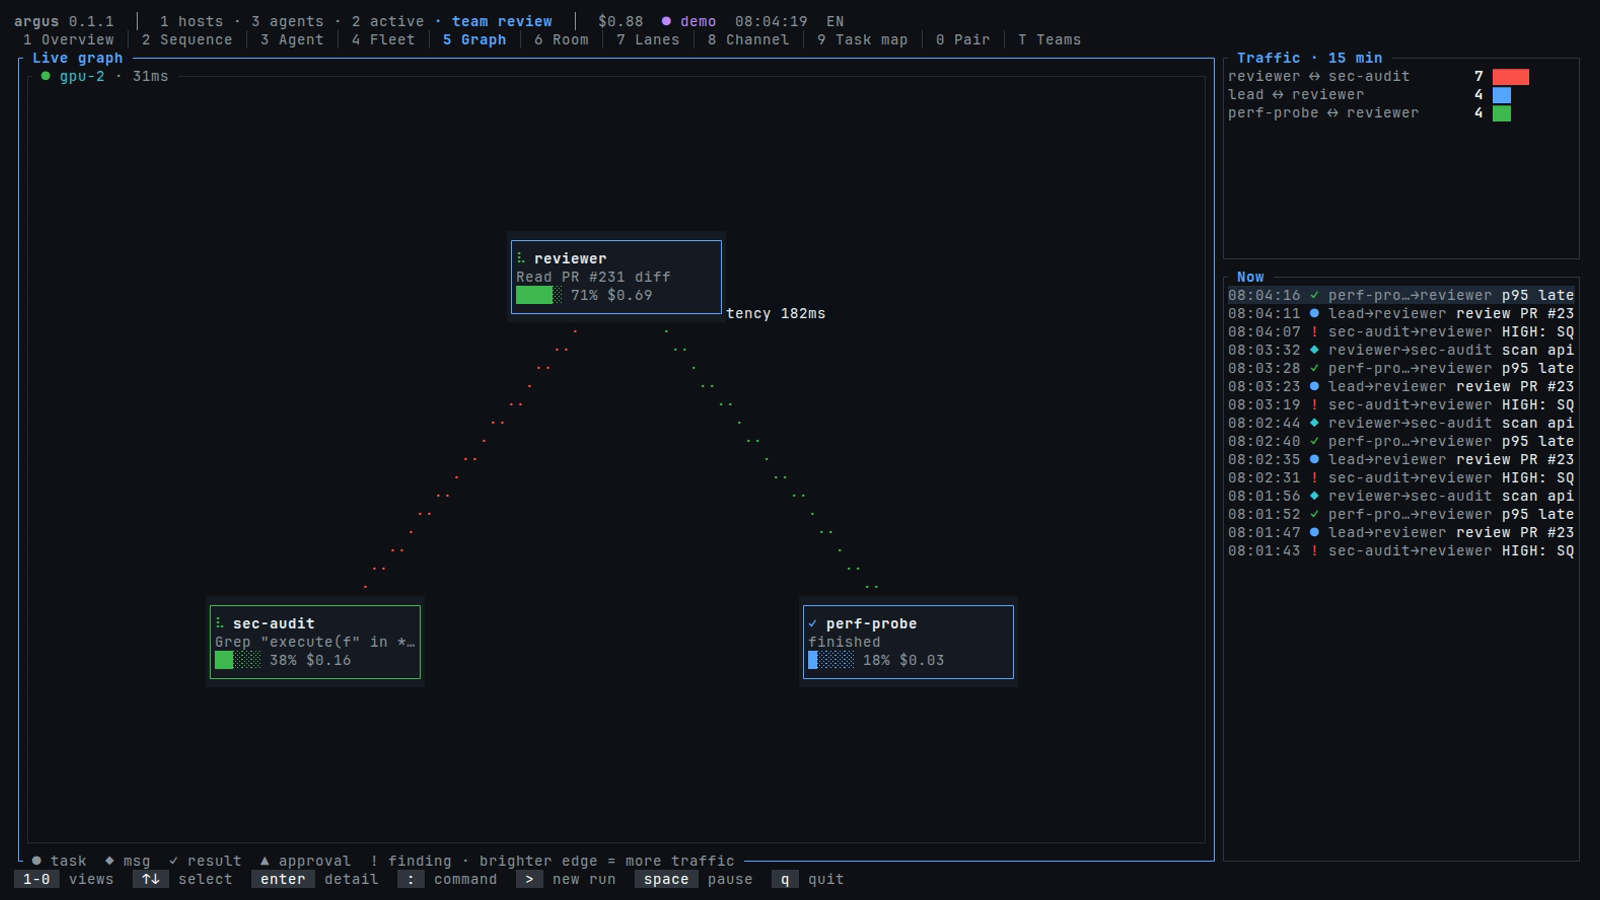 argus 0.1.1 │ 1 hosts · 3 agents · 2 active · team review │ $0.88 ● demo 08:04:19 EN
1 Overview │ 2 Sequence │ 3 Agent │ 4 Fleet │ 5 Graph │ 6 Room │ 7 Lanes │ 8 Channel │ 9 Task map │ 0 Pair │ T Teams
Live graph
● gpu-2 · 31ms
reviewer
Read PR #231 diff
71% $0.69
tency 182ms
sec-audit
Grep "execute(f" in *…
38% $0.16
✓ perf-probe
finished
18% $0.03
● task ◆ msg ✓ result ▲ approval ! finding · brighter edge = more traffic
Traffic · 15 min
reviewer ↔ sec-audit 7
lead ↔ reviewer 4
perf-probe ↔ reviewer 4
Now
08:04:16 ✓ perf-pro…→reviewer p95 late
08:04:11 ● lead→reviewer review PR #23
08:04:07 ! sec-audit→reviewer HIGH: SQ
08:03:32 ◆ reviewer→sec-audit scan api
08:03:28 ✓ perf-pro…→reviewer p95 late
08:03:23 ● lead→reviewer review PR #23
08:03:19 ! sec-audit→reviewer HIGH: SQ
08:02:44 ◆ reviewer→sec-audit scan api
08:02:40 ✓ perf-pro…→reviewer p95 late
08:02:35 ● lead→reviewer review PR #23
08:02:31 ! sec-audit→reviewer HIGH: SQ
08:01:56 ◆ reviewer→sec-audit scan api
08:01:52 ✓ perf-pro…→reviewer p95 late
08:01:47 ● lead→reviewer review PR #23
08:01:43 ! sec-audit→reviewer HIGH: SQ
1-0 views ↑↓ select enter detail : command > new run space pause q quit